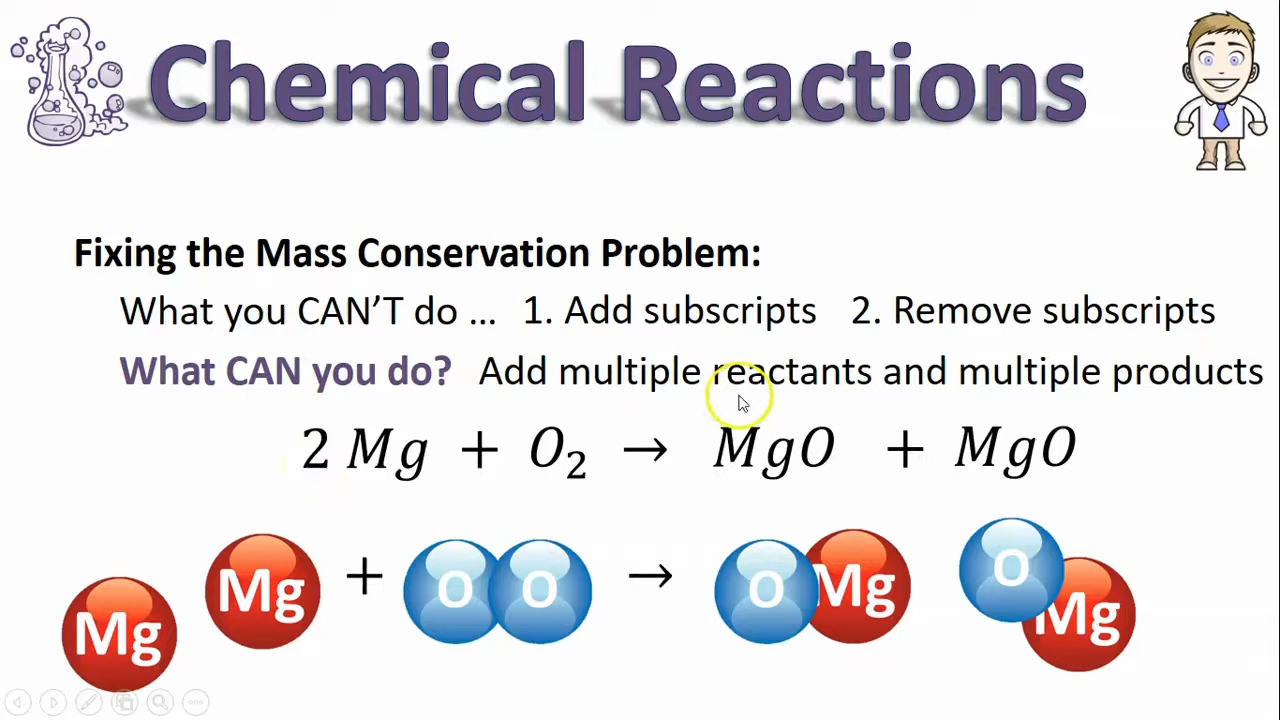 Chemical Reactions
Fixing the Mass Conservation Problem:
What you CAN’T do ... 1. Add subscripts 2. Remove subscripts
What CAN you do? Add multiple reactants and multiple products
2 Mg + O₂ → MgO + MgO
Mg Mg + O O → O Mg O Mg